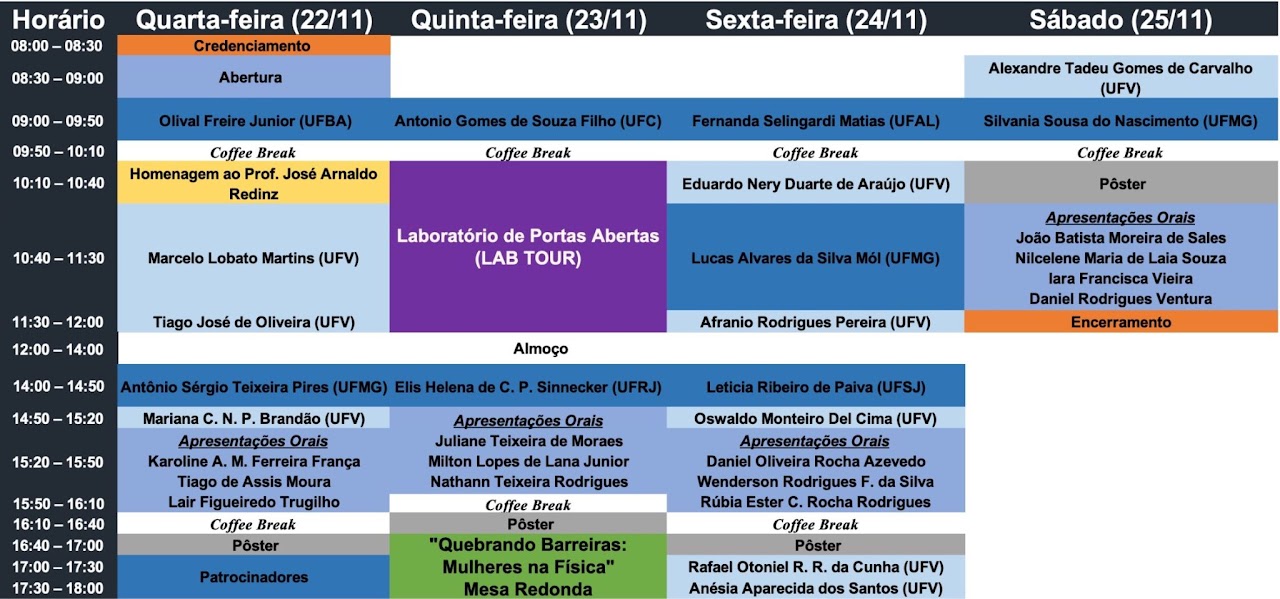 Horário Quarta-feira (22/11) Quinta-feira (23/11) Sexta-feira (24/11) Sábado (25/11)
08:00 – 08:30 Credenciamento
08:30 – 09:00 Abertura Alexandre Tadeu Gomes de Carvalho
(UFV)
09:00 – 09:50 Olival Freire Junior (UFBA) Antonio Gomes de Souza Filho (UFC) Fernanda Selingardi Matias (UFAL) Silvania Sousa do Nascimento (UFMG)
09:50 – 10:10 Coffee Break Coffee Break Coffee Break Coffee Break
10:10 – 10:40 Homenagem ao Prof. José Arnaldo
Redinz
Eduardo Nery Duarte de Araújo (UFV) Pôster
Laboratório de Portas Abertas
(LAB TOUR)
10:40 – 11:30 Marcelo Lobato Martins (UFV) Lucas Alvares da Silva Mól (UFMG)
Apresentações Orais
João Batista Moreira de Sales
Nilcelene Maria de Laia Souza
Iara Francisca Vieira
Daniel Rodrigues Ventura
11:30 – 12:00 Tiago José de Oliveira (UFV) Afranio Rodrigues Pereira (UFV) Encerramento
12:00 – 14:00 Almoço
14:00 – 14:50 Antônio Sérgio Teixeira Pires (UFMG) Elis Helena de C. P. Sinnecker (UFRJ) Leticia Ribeiro de Paiva (UFSJ)
14:50 – 15:20 Mariana C. N. P. Brandão (UFV) Apresentações Orais Oswaldo Monteiro Del Cima (UFV)
Apresentações Orais Juliane Teixeira de Moraes Apresentações Orais
15:20 – 15:50 Karoline A. M. Ferreira França Milton Lopes de Lana Junior Daniel Oliveira Rocha Azevedo
Tiago de Assis Moura Nathann Teixeira Rodrigues Wenderson Rodrigues F. da Silva
15:50 – 16:10 Lair Figueiredo Trugilho Coffee Break Rúbia Ester C. Rocha Rodrigues
16:10 – 16:40 Coffee Break Pôster Coffee Break
16:40 – 17:00 Pôster "Quebrando Barreiras: Pôster
17:00 – 17:30 Patrocinadores Mulheres na Física" Rafael Otoniel R. R. da Cunha (UFV)
17:30 – 18:00 Mesa Redonda Anésia Aparecida dos Santos (UFV)